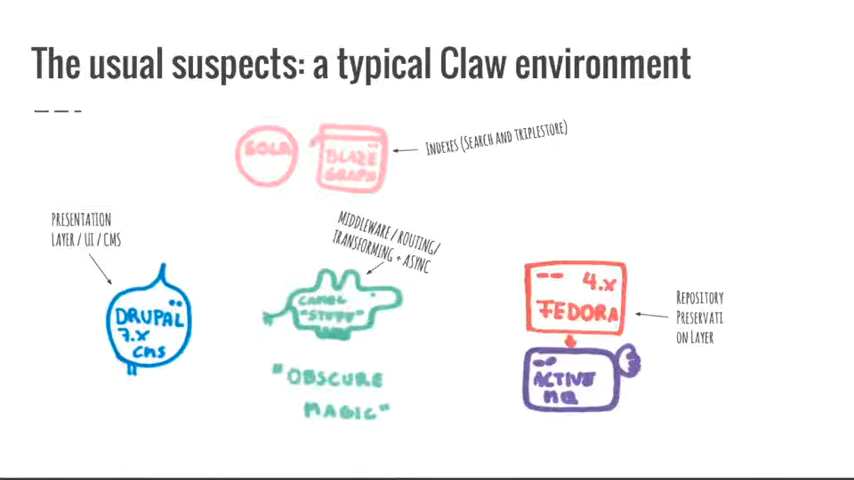 The usual suspects: a typical Claw environment
SOLR
BLAZE
GRAPH
INDEXES (SEARCH AND TRIPLESTORE)
PRESENTATION
LAYER / UI / CMS
MIDDLEWARE / ROUTING/
TRANSFORMING + ASYNC
DRUPAL
7.x
CMS
CAMEL
"STUFF"
"OBSCURE
MAGIC"
4.x
FEDORA
ACTIVE
MQ
REPOSITORY
PRESERVATI
ON LAYER